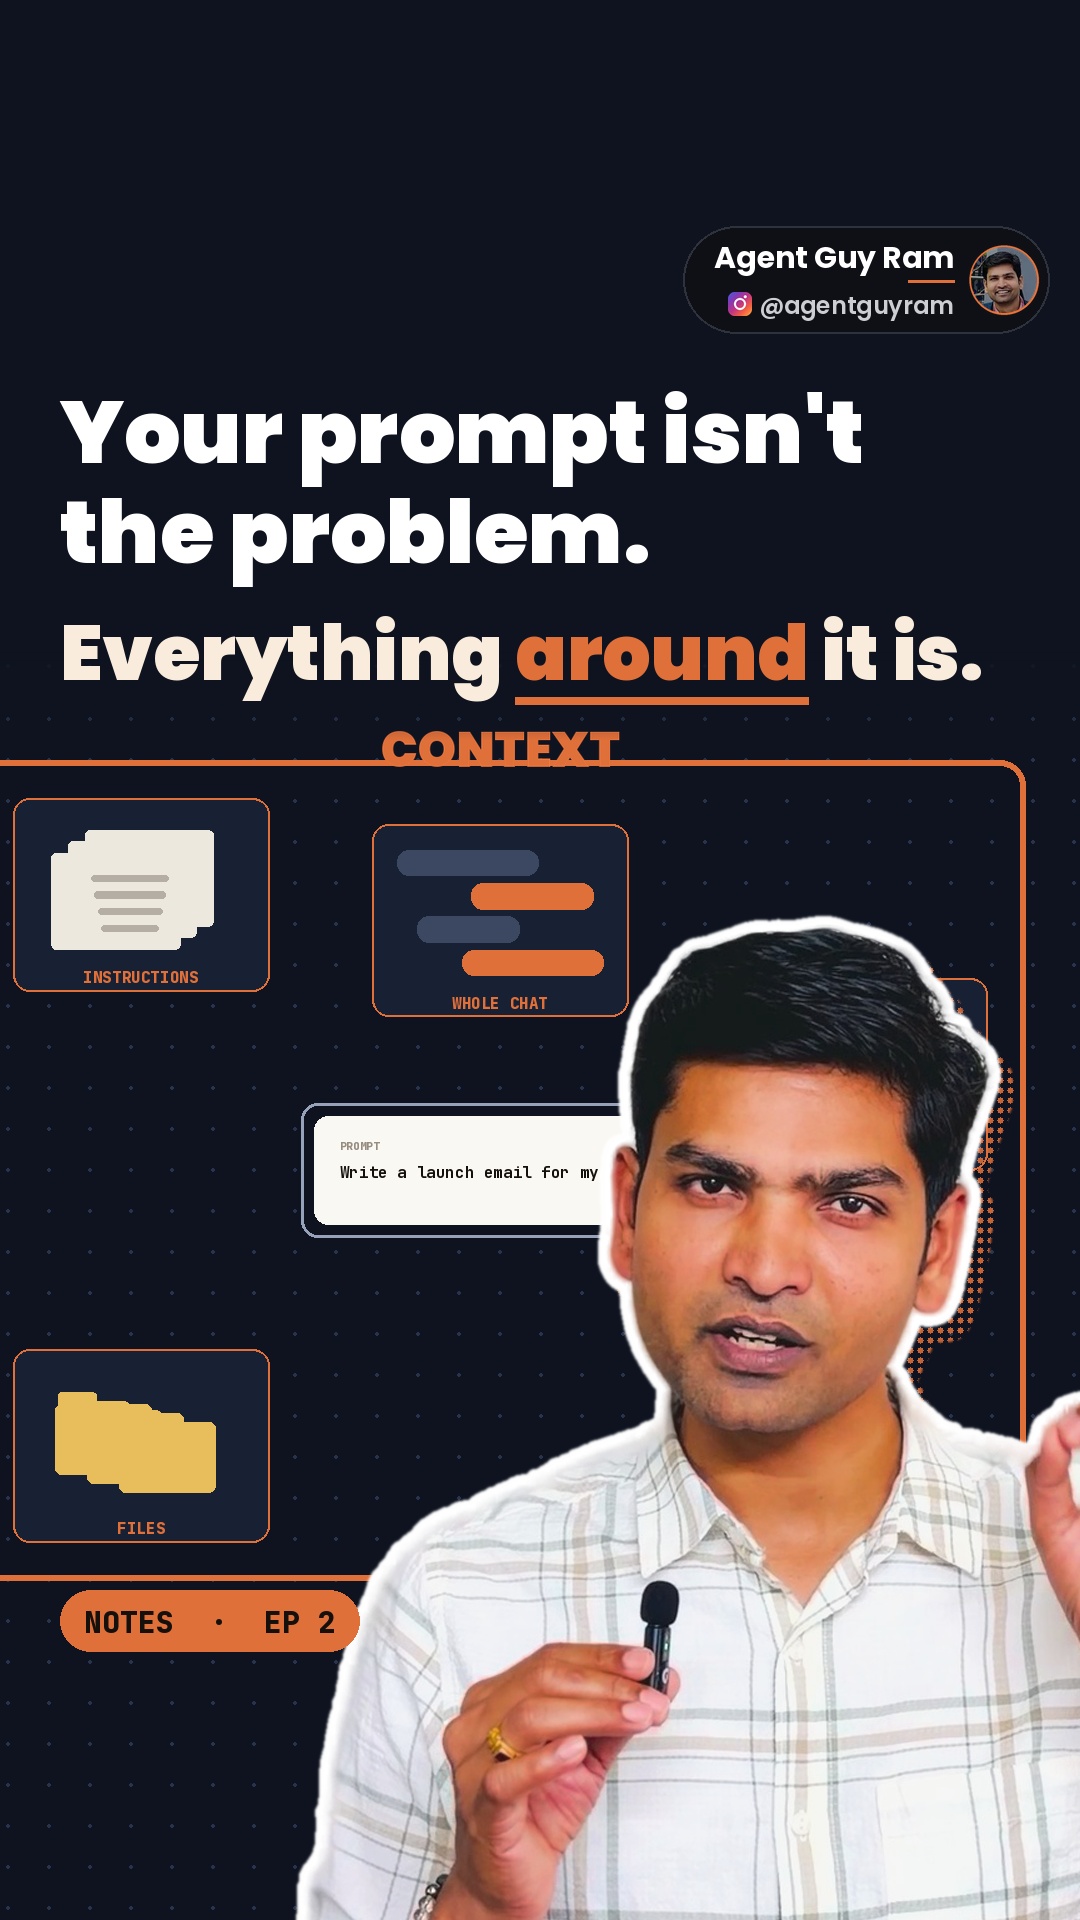 Agent Guy Ram
@agentguyram
Your prompt isn't
the problem.
Everything around it is.
CONTEXT
INSTRUCTIONS
WHOLE CHAT
PROMPT
Write a launch email for my
FILES
NOTES · EP 2